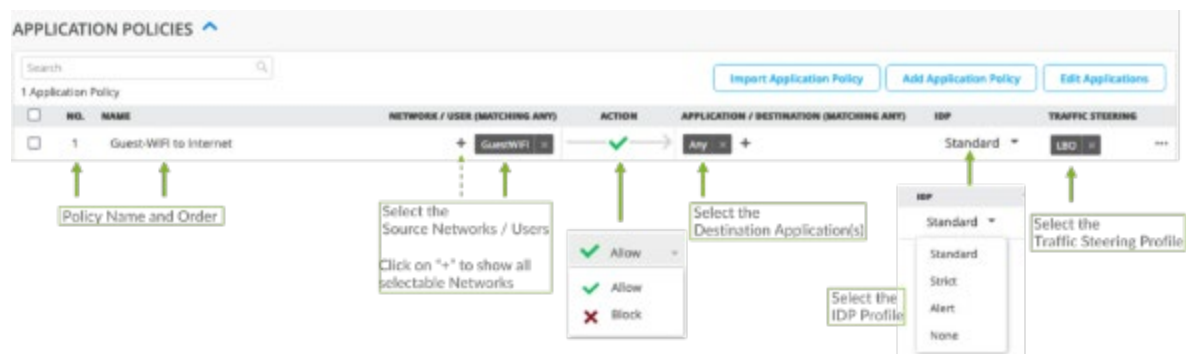 APPLICATION POLICIES
Search
Import Application Policy Add Application Policy Edit Applications
1 Application Policy
NO. NAME NETWORK / USER (MATCHING ANY) ACTION APPLICATION / DESTINATION (MATCHING ANY) IDP TRAFFIC STEERING
1 Guest-WIFI to Internet + GuestWIFI × Any × + Standard LBO × ...
Policy Name and Order
Select the
Source Networks / Users
Click on "+" to show all
selectable Networks
Allow
Allow
Block
Select the
Destination Application(s)
IDP
Standard
Standard
Strict
Alert
None
Select the
IDP Profile
Select the
Traffic Steering Profile